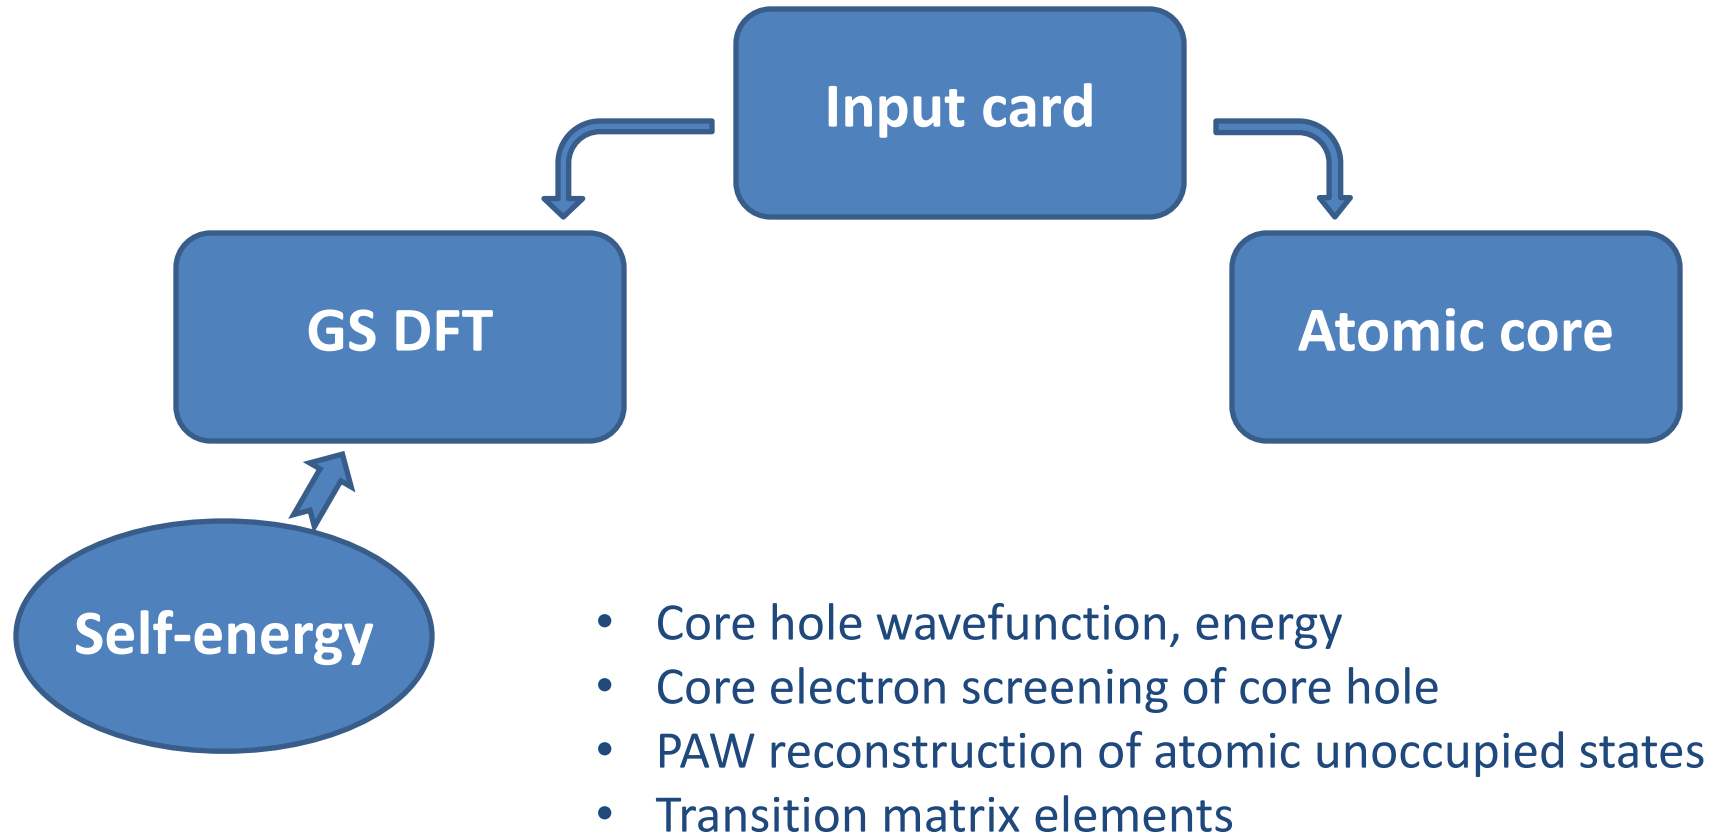 Input card
GS DFT
Atomic core
Self-energy
• Core hole wavefunction, energy
• Core electron screening of core hole
• PAW reconstruction of atomic unoccupied states
• Transition matrix elements